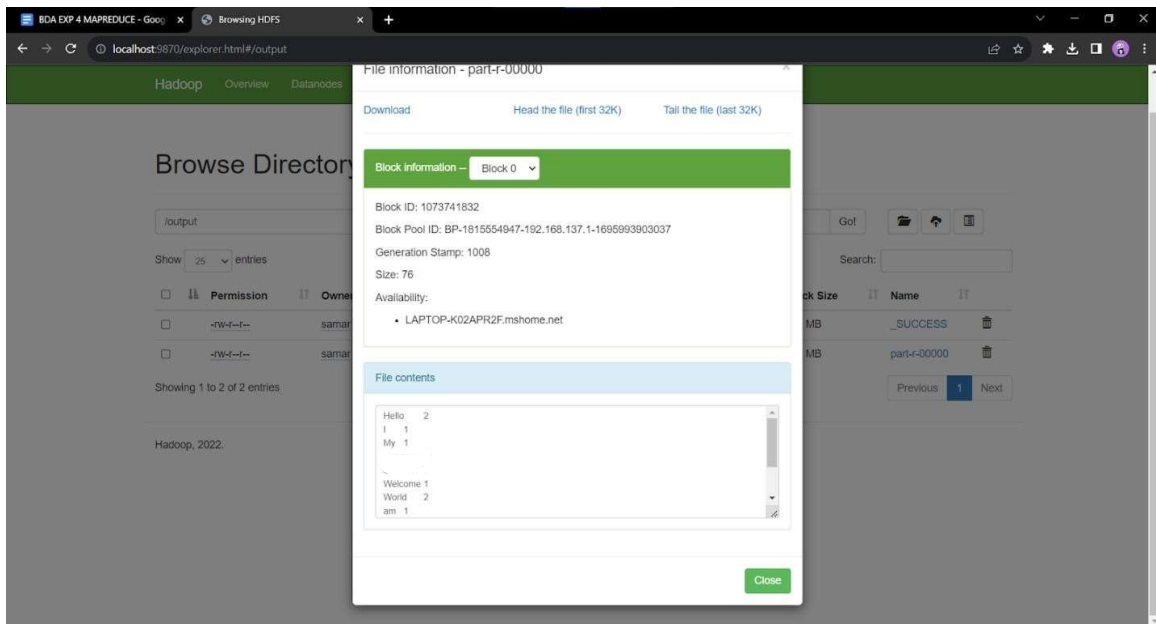 BDA EXP 4 MAPREDUCE - Goog
Browsing HDFS
localhost:9870/explorer.html#/output
Hadoop Overview Datanodes
File information - part-r-00000
Download Head the file (first 32K) Tail the file (last 32K)
Browse Directory
Block information -- Block 0
Block ID: 1073741832
Block Pool ID: BP-1815554947-192.168.137.1-1695993903037
Generation Stamp: 1008
Size: 76
Availability:
LAPTOP-K02APR2F.mshome.net
/output Go!
Show 25 entries Search:
Permission Owne ck Size Name
-rw-r--r-- samar MB _SUCCESS
-rw-r--r-- samar MB part-r-00000
Showing 1 to 2 of 2 entries Previous 1 Next
File contents
Hello 2
I 1
My 1
Welcome 1
World 2
am 1
Hadoop, 2022.
Close